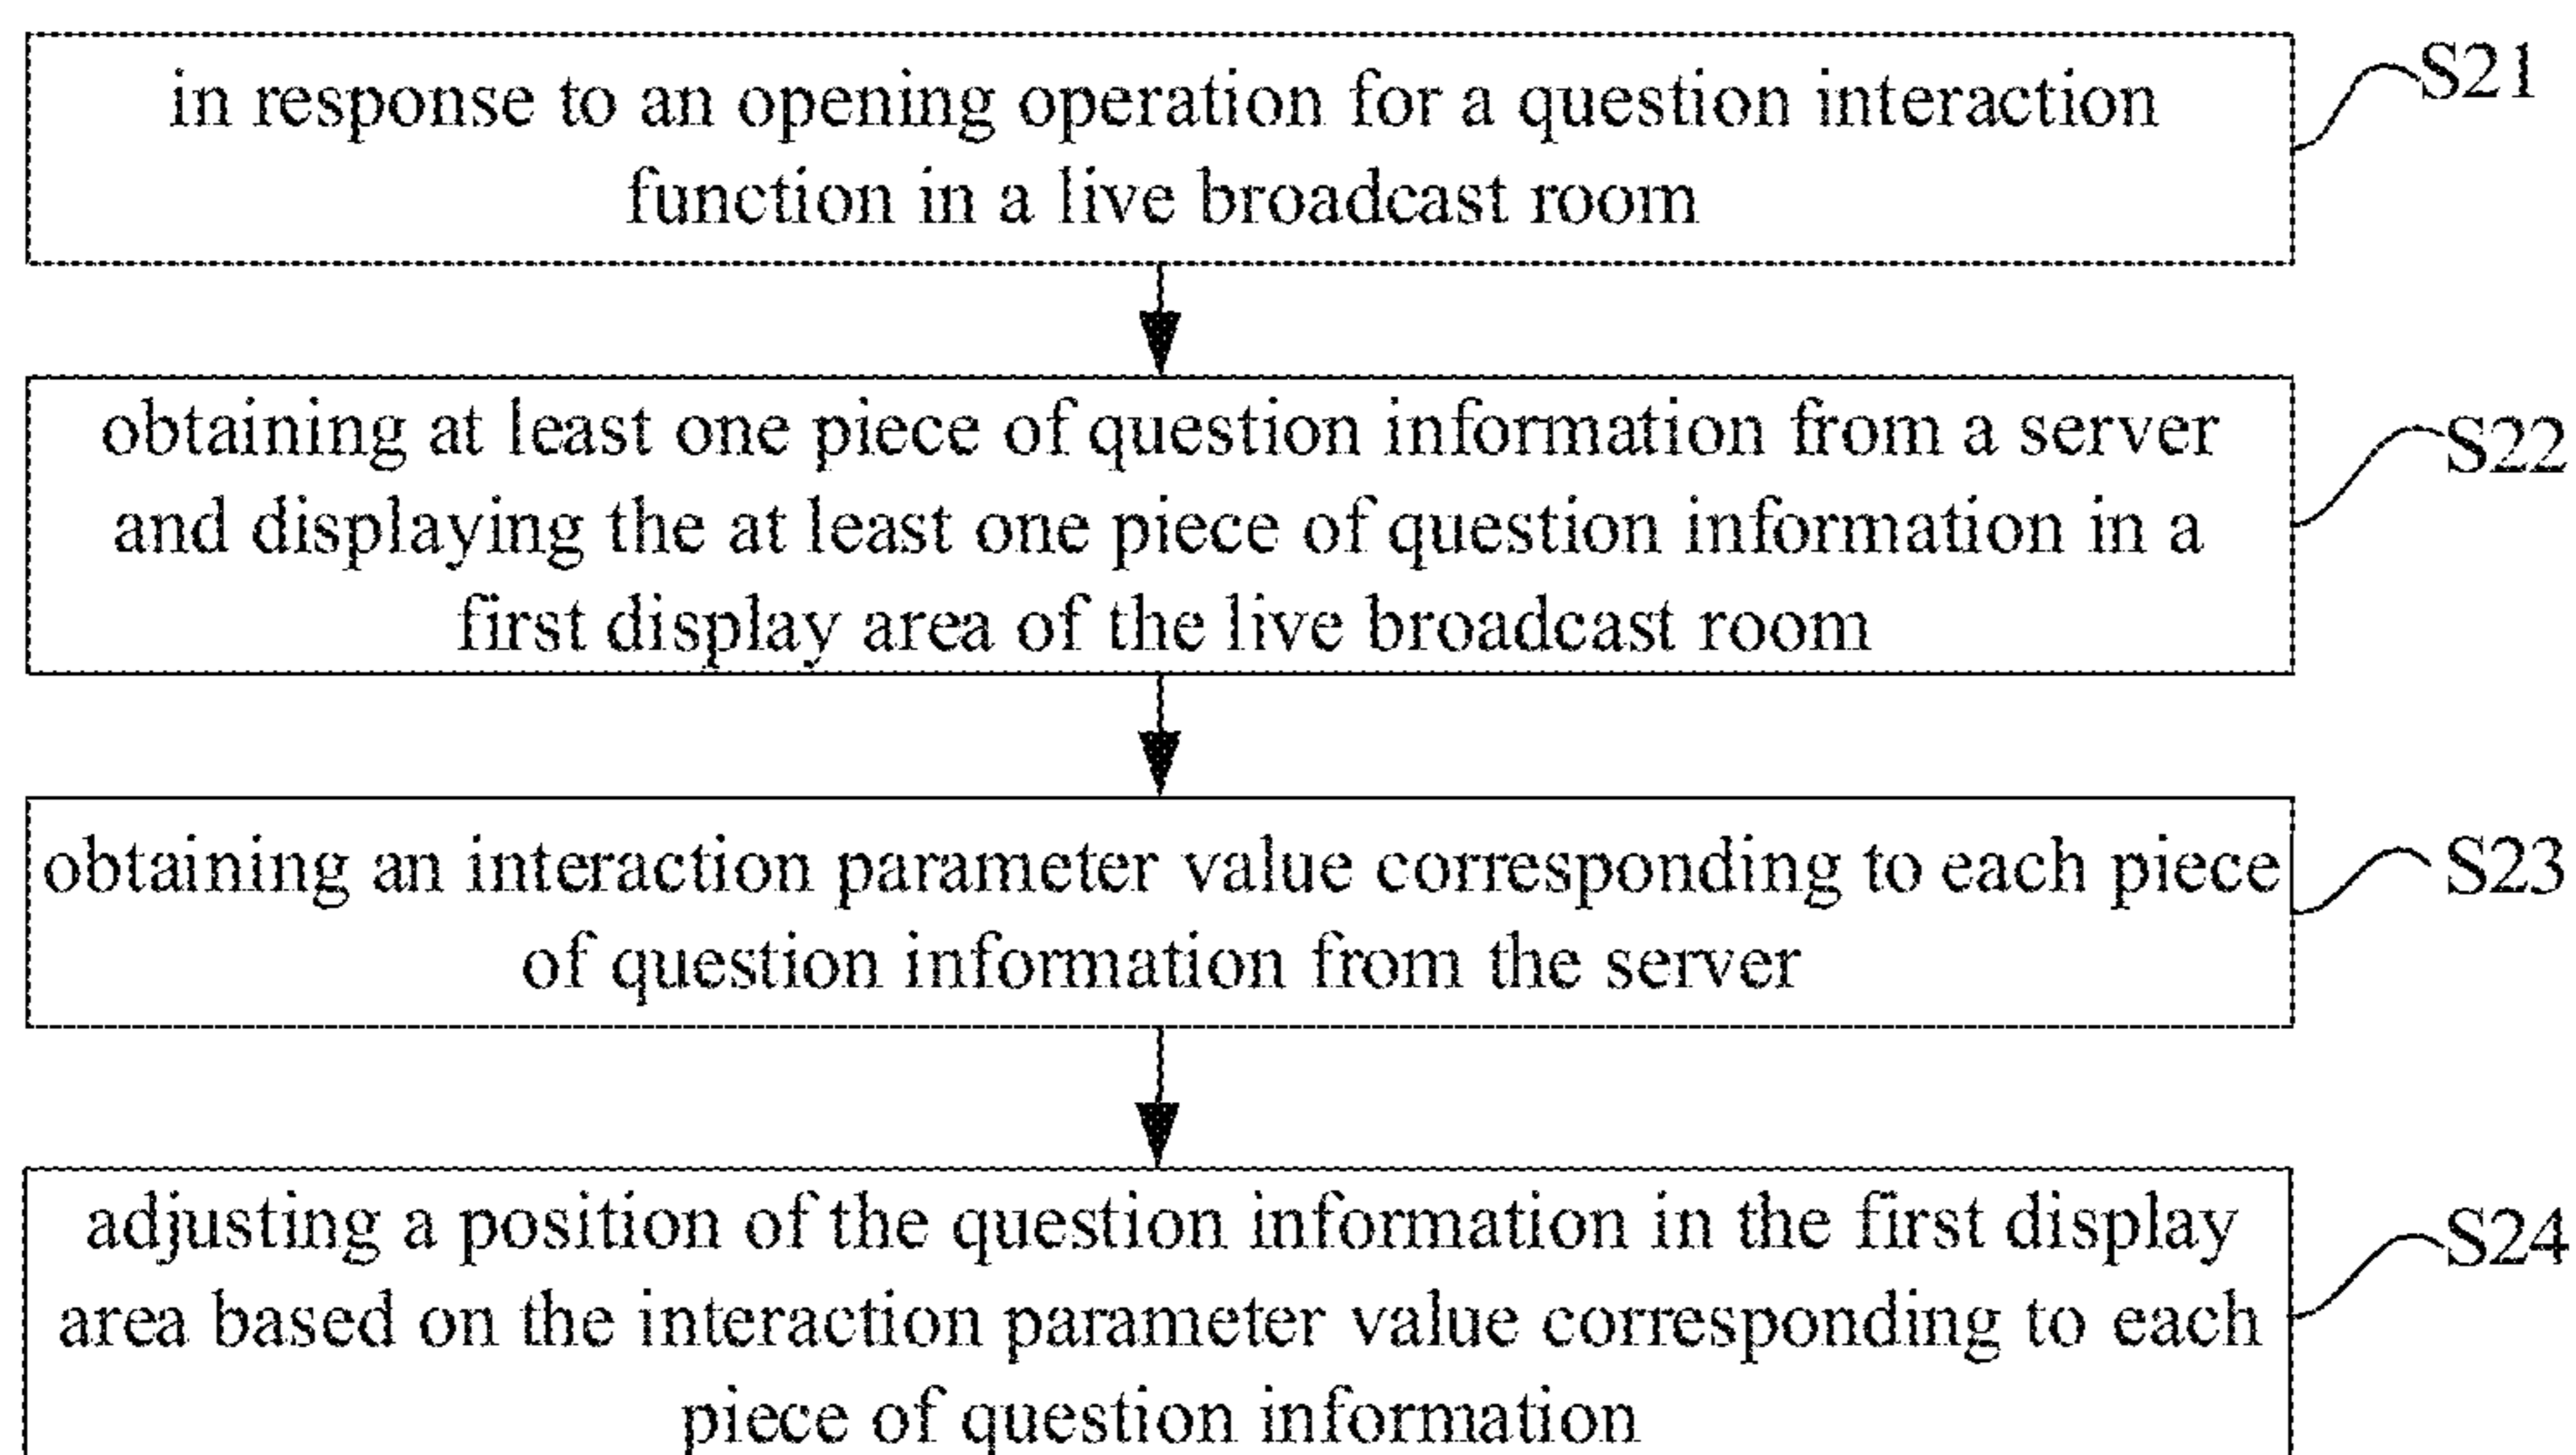 in response to an opening operation for a question interaction
function in a live broadcast room
S21
obtaining at least one piece of question information from a server
and displaying the at least one piece of question information in a
first display area of the live broadcast room
S22
obtaining an interaction parameter value corresponding to each piece
of question information from the server
S23
adjusting a position of the question information in the first display
area based on the interaction parameter value corresponding to each
piece of question information
S24